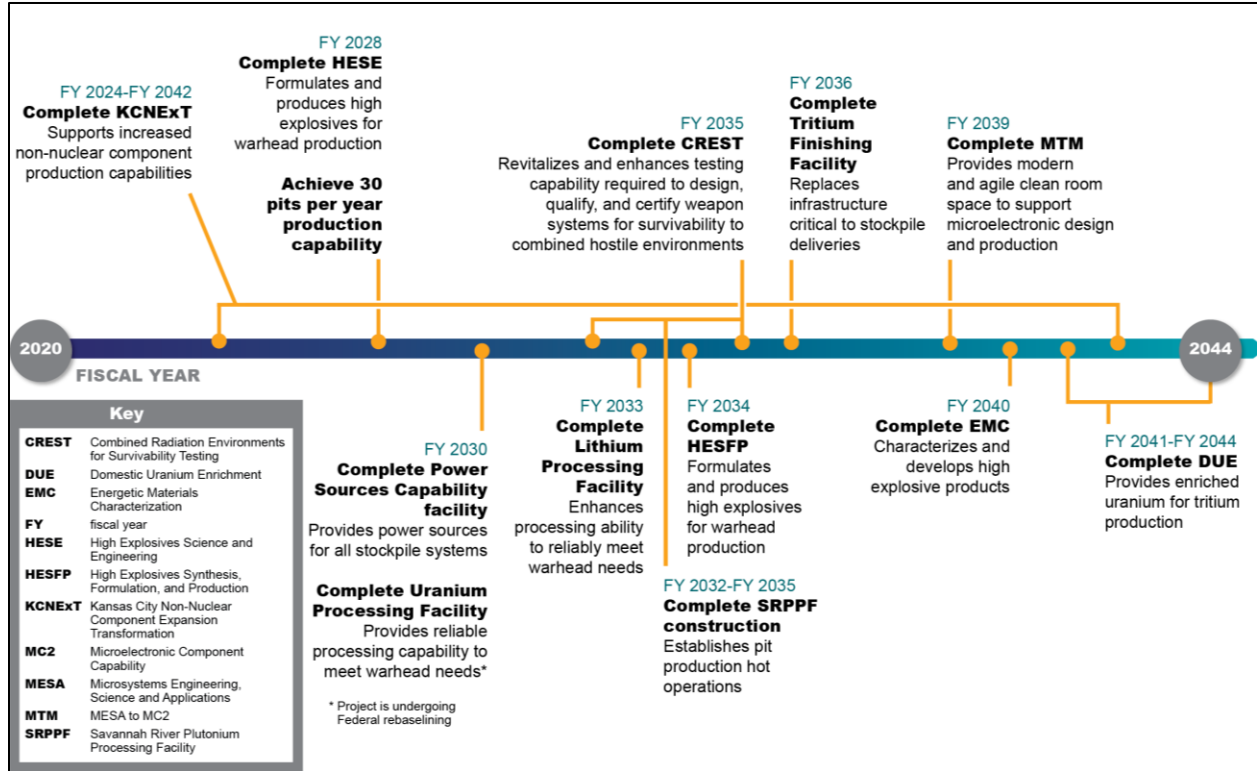 FY 2024-FY 2042
Complete KCNExT
Supports increased
non-nuclear component
production capabilities
FY 2028
Complete HESE
Formulates and
produces high
explosives for
warhead production
Achieve 30
pits per year
production
capability
FY 2035
Complete CREST
Revitalizes and enhances testing
capability required to design,
qualify, and certify weapon
systems for survivability to
combined hostile environments
FY 2036
Complete
Tritium
Finishing
Facility
Replaces
infrastructure
critical to stockpile
deliveries
FY 2039
Complete MTM
Provides modern
and agile clean room
space to support
microelectronic design
and production
2020
2044
FISCAL YEAR
FY 2030
Complete Power
Sources Capability
facility
Provides power sources
for all stockpile systems
Complete Uranium
Processing Facility
Provides reliable
processing capability to
meet warhead needs*
* Project is undergoing
Federal rebaselining
FY 2033
Complete
Lithium
Processing
Facility
Enhances
processing ability
to reliably meet
warhead needs
FY 2034
Complete
HESFP
Formulates
and produces
high explosives
for warhead
production
FY 2032-FY 2035
Complete SRPPF
construction
Establishes pit
production hot
operations
FY 2040
Complete EMC
Characterizes and
develops high
explosive products
FY 2041-FY 2044
Complete DUE
Provides enriched
uranium for tritium
production
Key
CREST Combined Radiation Environments
for Survivability Testing
DUE Domestic Uranium Enrichment
EMC Energetic Materials
Characterization
FY fiscal year
HESE High Explosives Science and
Engineering
HESFP High Explosives Synthesis,
Formulation, and Production
KCNExT Kansas City Non-Nuclear
Component Expansion
Transformation
MC2 Microelectronic Component
Capability
MESA Microsystems Engineering,
Science and Applications
MTM MESA to MC2
SRPPF Savannah River Plutonium
Processing Facility